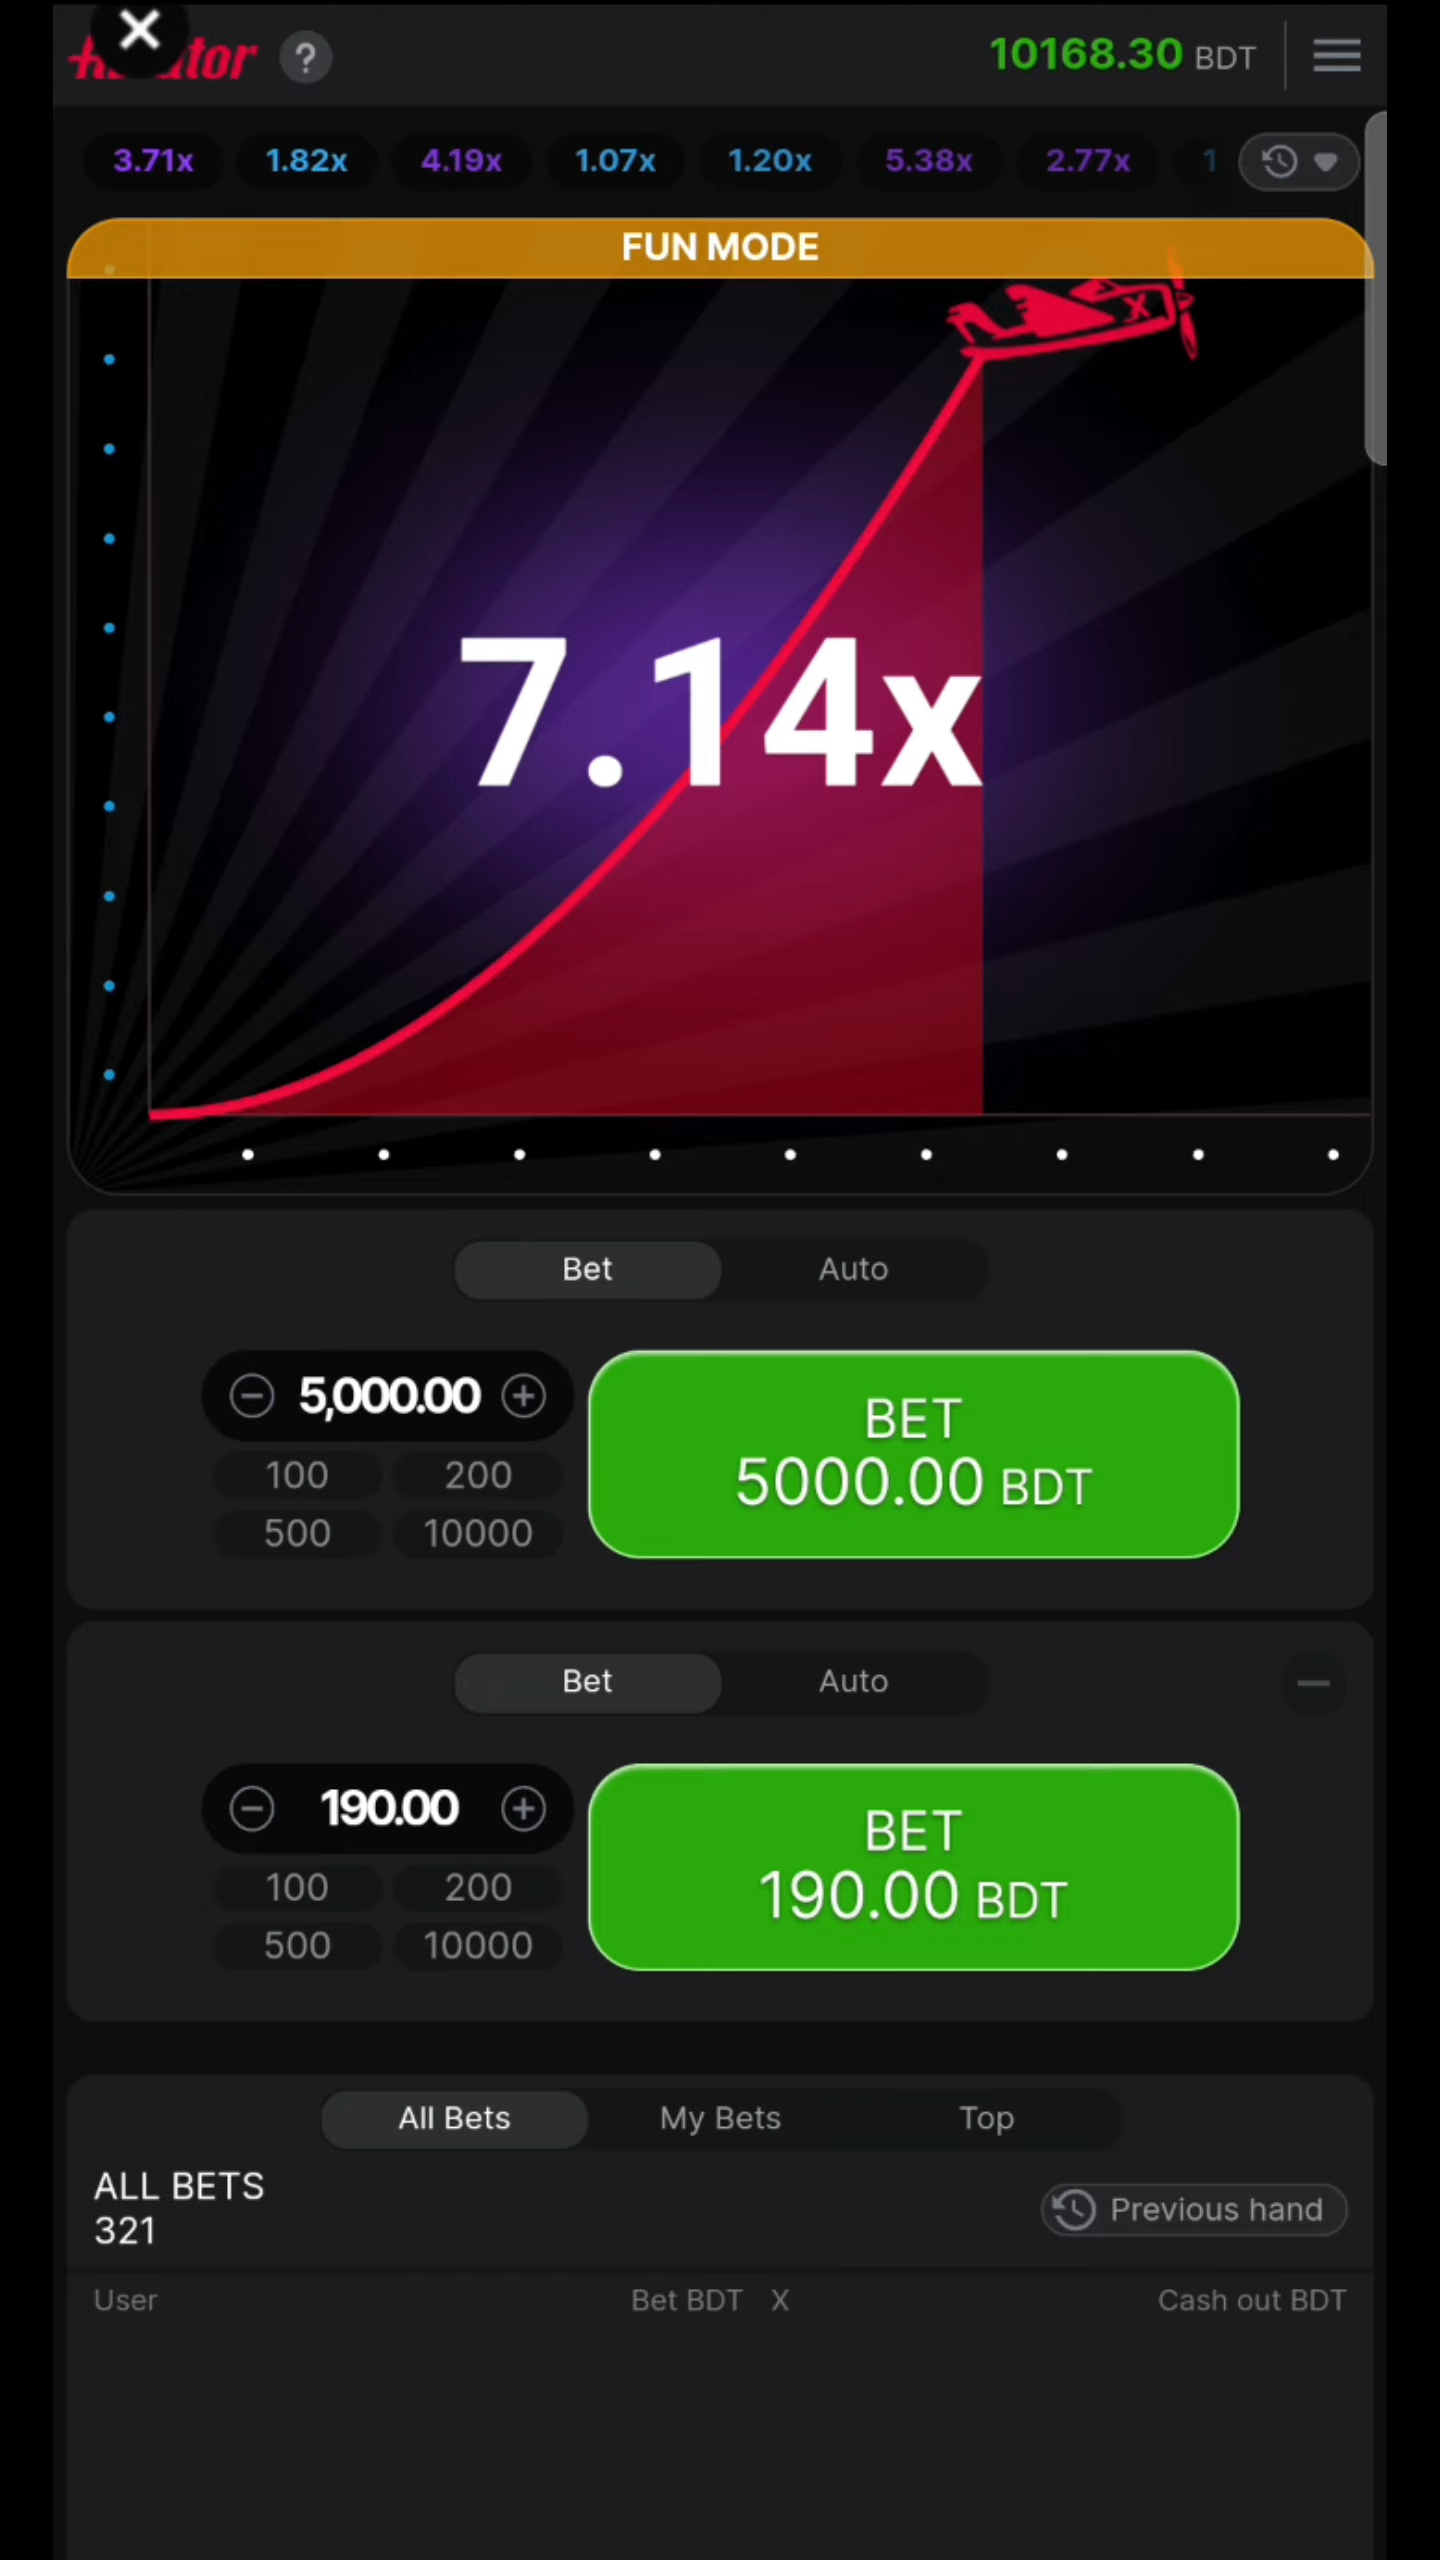 ? 10168.30 BDT
3.71x 1.82x 4.19x 1.07x 1.20x 5.38x 2.77x 1
FUN MODE
7.14x
Bet Auto
5,000.00
BET
5000.00 BDT
100 200
500 10000
Bet Auto
190.00
BET
190.00 BDT
100 200
500 10000
All Bets My Bets Top
ALL BETS
321
Previous hand
User Bet BDT X Cash out BDT